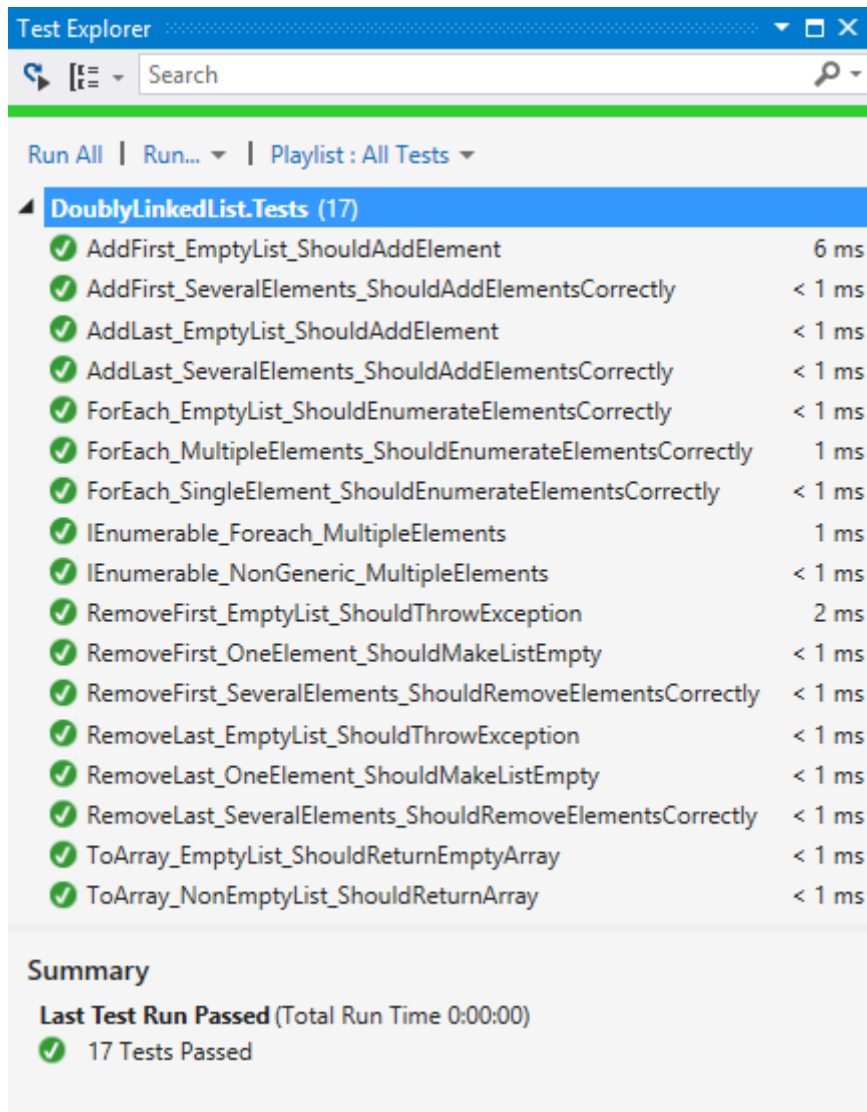 Test Explorer
Search
Run All | Run... | Playlist : All Tests
DoublyLinkedList.Tests (17)
AddFirst_EmptyList_ShouldAddElement 6 ms
AddFirst_SeveralElements_ShouldAddElementsCorrectly < 1 ms
AddLast_EmptyList_ShouldAddElement < 1 ms
AddLast_SeveralElements_ShouldAddElementsCorrectly < 1 ms
ForEach_EmptyList_ShouldEnumerateElementsCorrectly < 1 ms
ForEach_MultipleElements_ShouldEnumerateElementsCorrectly 1 ms
ForEach_SingleElement_ShouldEnumerateElementsCorrectly < 1 ms
IEnumerable_Foreach_MultipleElements 1 ms
IEnumerable_NonGeneric_MultipleElements < 1 ms
RemoveFirst_EmptyList_ShouldThrowException 2 ms
RemoveFirst_OneElement_ShouldMakeListEmpty < 1 ms
RemoveFirst_SeveralElements_ShouldRemoveElementsCorrectly < 1 ms
RemoveLast_EmptyList_ShouldThrowException < 1 ms
RemoveLast_OneElement_ShouldMakeListEmpty < 1 ms
RemoveLast_SeveralElements_ShouldRemoveElementsCorrectly < 1 ms
ToArray_EmptyList_ShouldReturnEmptyArray < 1 ms
ToArray_NonEmptyList_ShouldReturnArray < 1 ms
Summary
Last Test Run Passed (Total Run Time 0:00:00)
17 Tests Passed